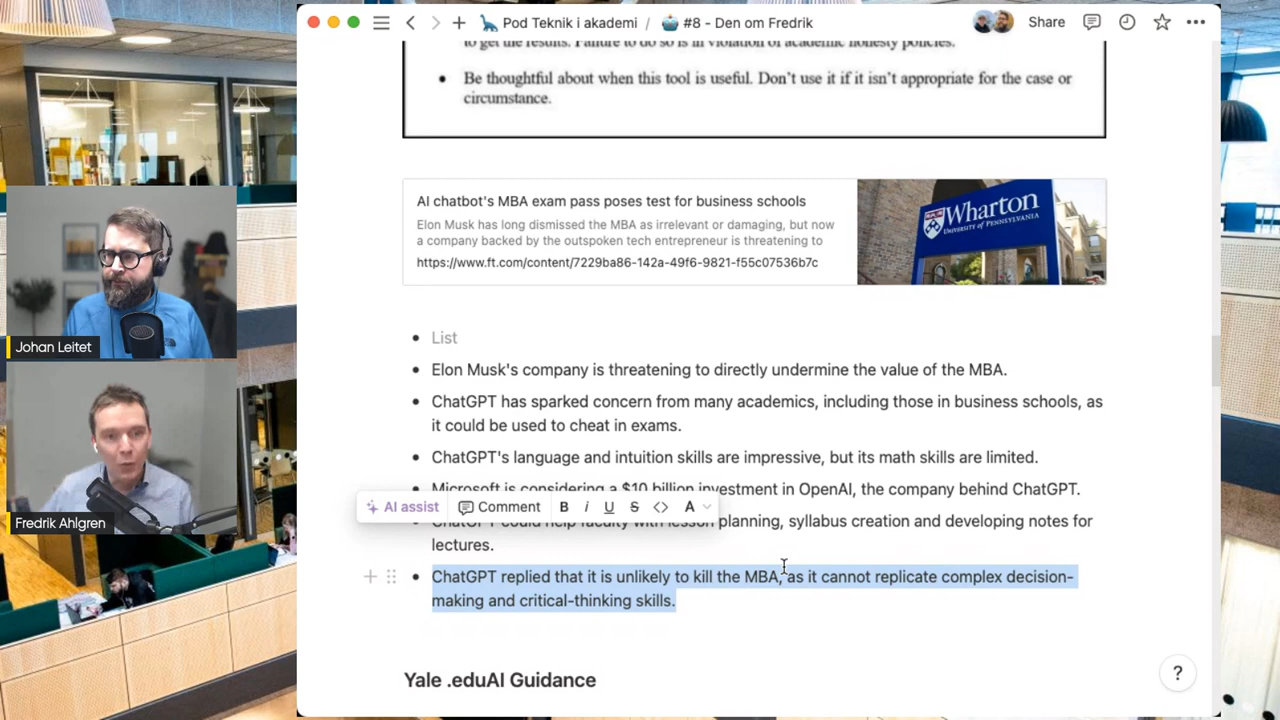 Pod Teknik i akademi / #8 - Den om Fredrik
Share
to get the results. Failure to do so is in violation of academic honesty policies.
• Be thoughtful about when this tool is useful. Don't use it if it isn't appropriate for the case or
circumstance.
AI chatbot's MBA exam pass poses test for business schools
Elon Musk has long dismissed the MBA as irrelevant or damaging, but now
a company backed by the outspoken tech entrepreneur is threatening to
https://www.ft.com/content/7229ba86-142a-49f6-9821-f55c07536b7c
Wharton
UNIVERSITY of PENNSYLVANIA
Johan Leitet
• List
• Elon Musk's company is threatening to directly undermine the value of the MBA.
• ChatGPT has sparked concern from many academics, including those in business schools, as
it could be used to cheat in exams.
• ChatGPT's language and intuition skills are impressive, but its math skills are limited.
Microsoft is considering a $10 billion investment in OpenAI, the company behind ChatGPT.
AI assist Comment B i U S <> A
ChatGPT could help faculty with lesson planning, syllabus creation and developing notes for
lectures.
Fredrik Ahlgren
• ChatGPT replied that it is unlikely to kill the MBA, as it cannot replicate complex decision-
making and critical-thinking skills.
Yale .eduAI Guidance
?